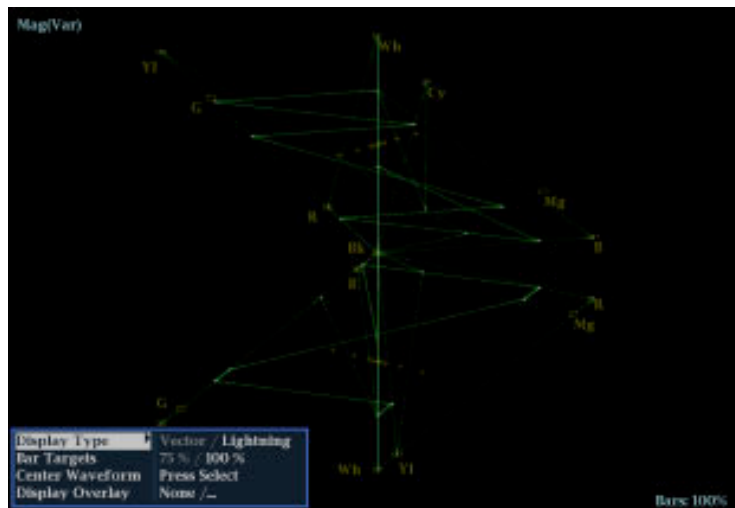 Mag(Var)
Wh
Yl
Cy
G
Mg
R
B
Bk
B
R
Mg
G
Wh
Yl
Display Type Vector / Lightning
Bar Targets 75 % / 100 %
Center Waveform Press Select
Display Overlay None /...
Bars: 100%